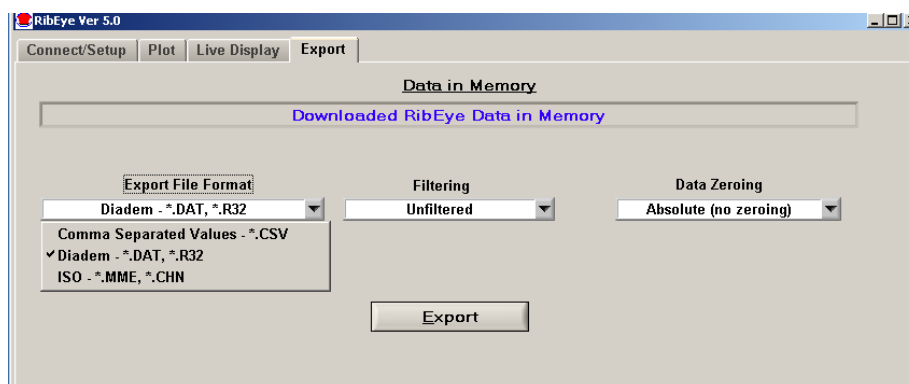 RibEye Ver 5.0
Connect/Setup Plot Live Display Export
Data in Memory
Downloaded RibEye Data in Memory
Export File Format Filtering Data Zeroing
Diadem - *.DAT, *.R32 Unfiltered Absolute (no zeroing)
Comma Separated Values - *.CSV
Diadem - *.DAT, *.R32
ISO - *.MME, *.CHN
Export